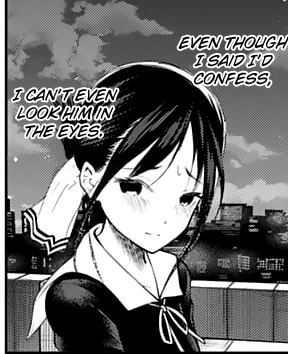 EVEN THOUGH
I SAID I'D
CONFESS,
I CAN'T EVEN
LOOK HIM IN
THE EYES.